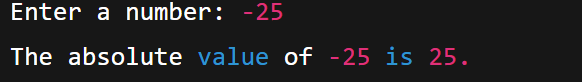 Enter a number: -25
The absolute value of -25 is 25.